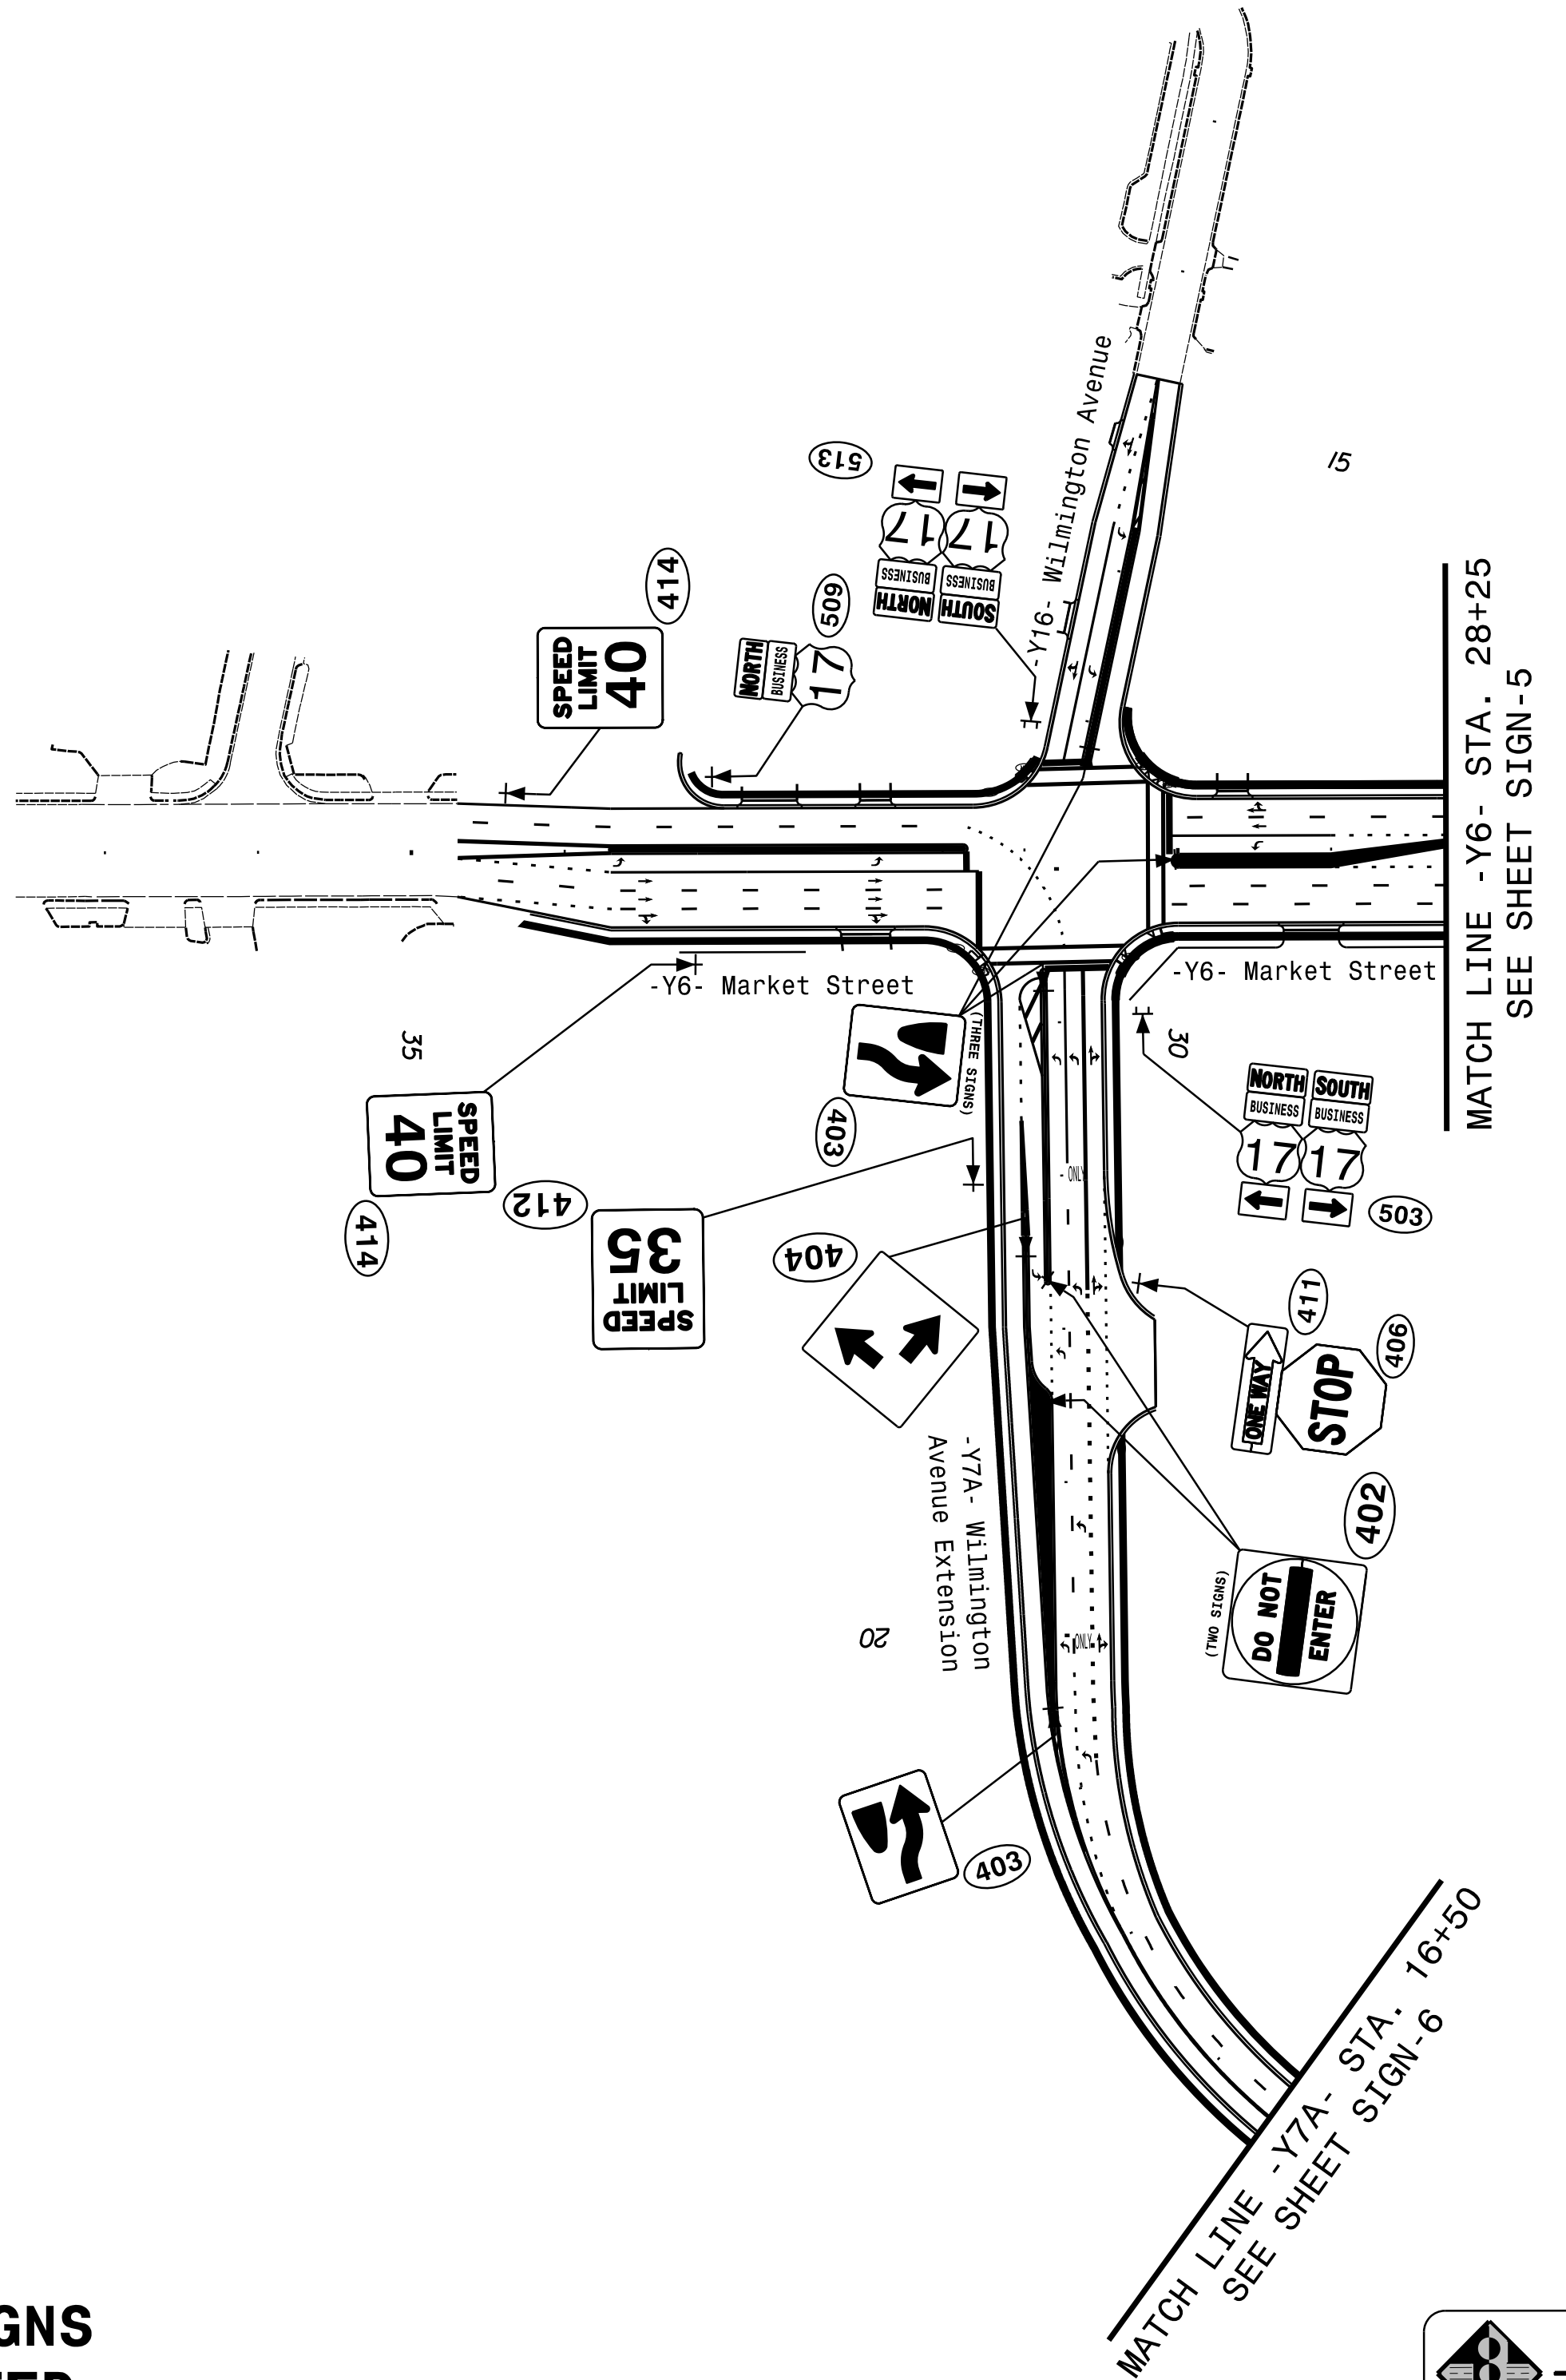 -Y16- Wilmington Avenue
15
513
NORTH
BUSINESS
17
SOUTH
BUSINESS
17
414
SPEED
LIMIT
40
509
NORTH
BUSINESS
17
MATCH LINE -Y6- STA. 28+25
SEE SHEET SIGN-5
-Y6- Market Street
-Y6- Market Street
35
30
(THREE SIGNS)
403
SPEED
LIMIT
40
414
412
SPEED
LIMIT
35
404
NORTH
BUSINESS
17
SOUTH
BUSINESS
17
503
ONLY
411
ONE WAY
406
STOP
402
(TWO SIGNS)
DO NOT
ENTER
-Y7A- Wilmington
Avenue Extension
20
ONLY
403
MATCH LINE -Y7A- STA. 16+50
SEE SHEET SIGN-6
GNS